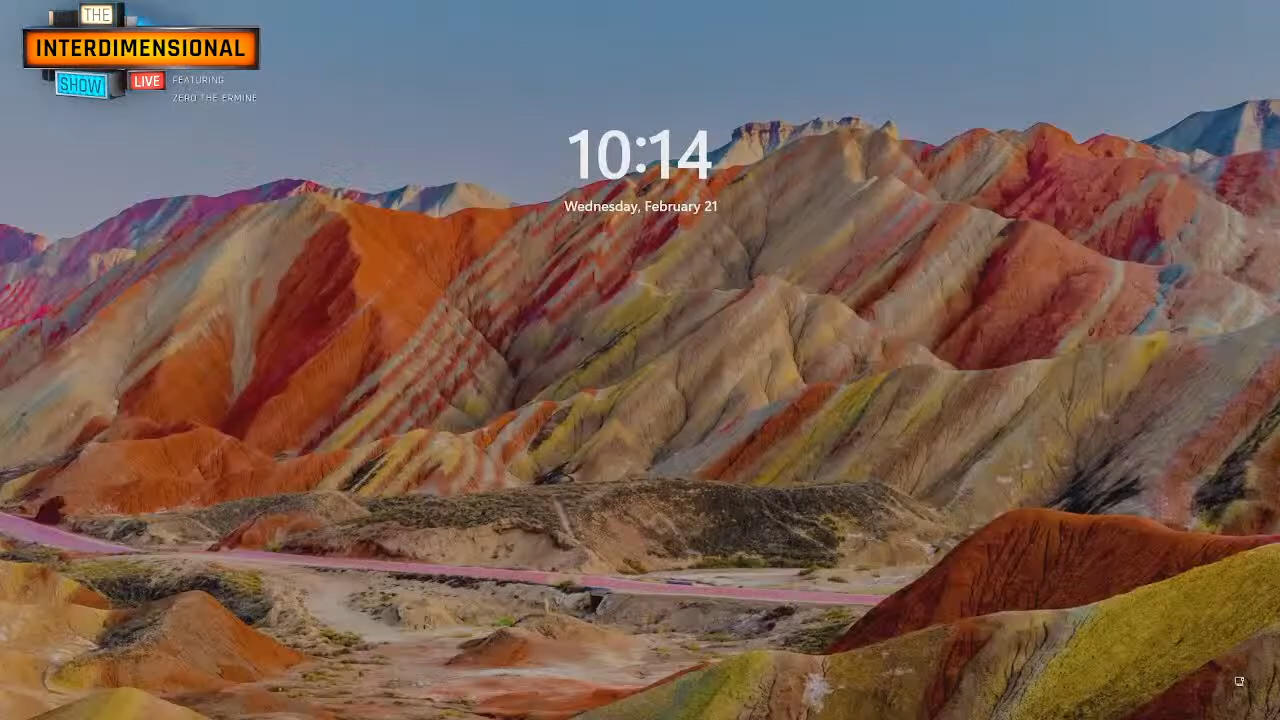 THE
INTERDIMENSIONAL
SHOW LIVE FEATURING
ZERO THE ERMINE
10:14
Wednesday, February 21